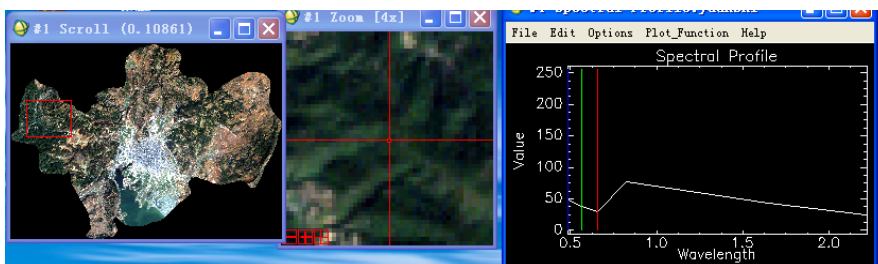 #1 Scroll (0.10861)
#1 Zoom [4x]
File Edit Options Plot_Function Help
Spectral Profile
250
200
150
100
50
0
Value
0.5 1.0 1.5 2.0
Wavelength